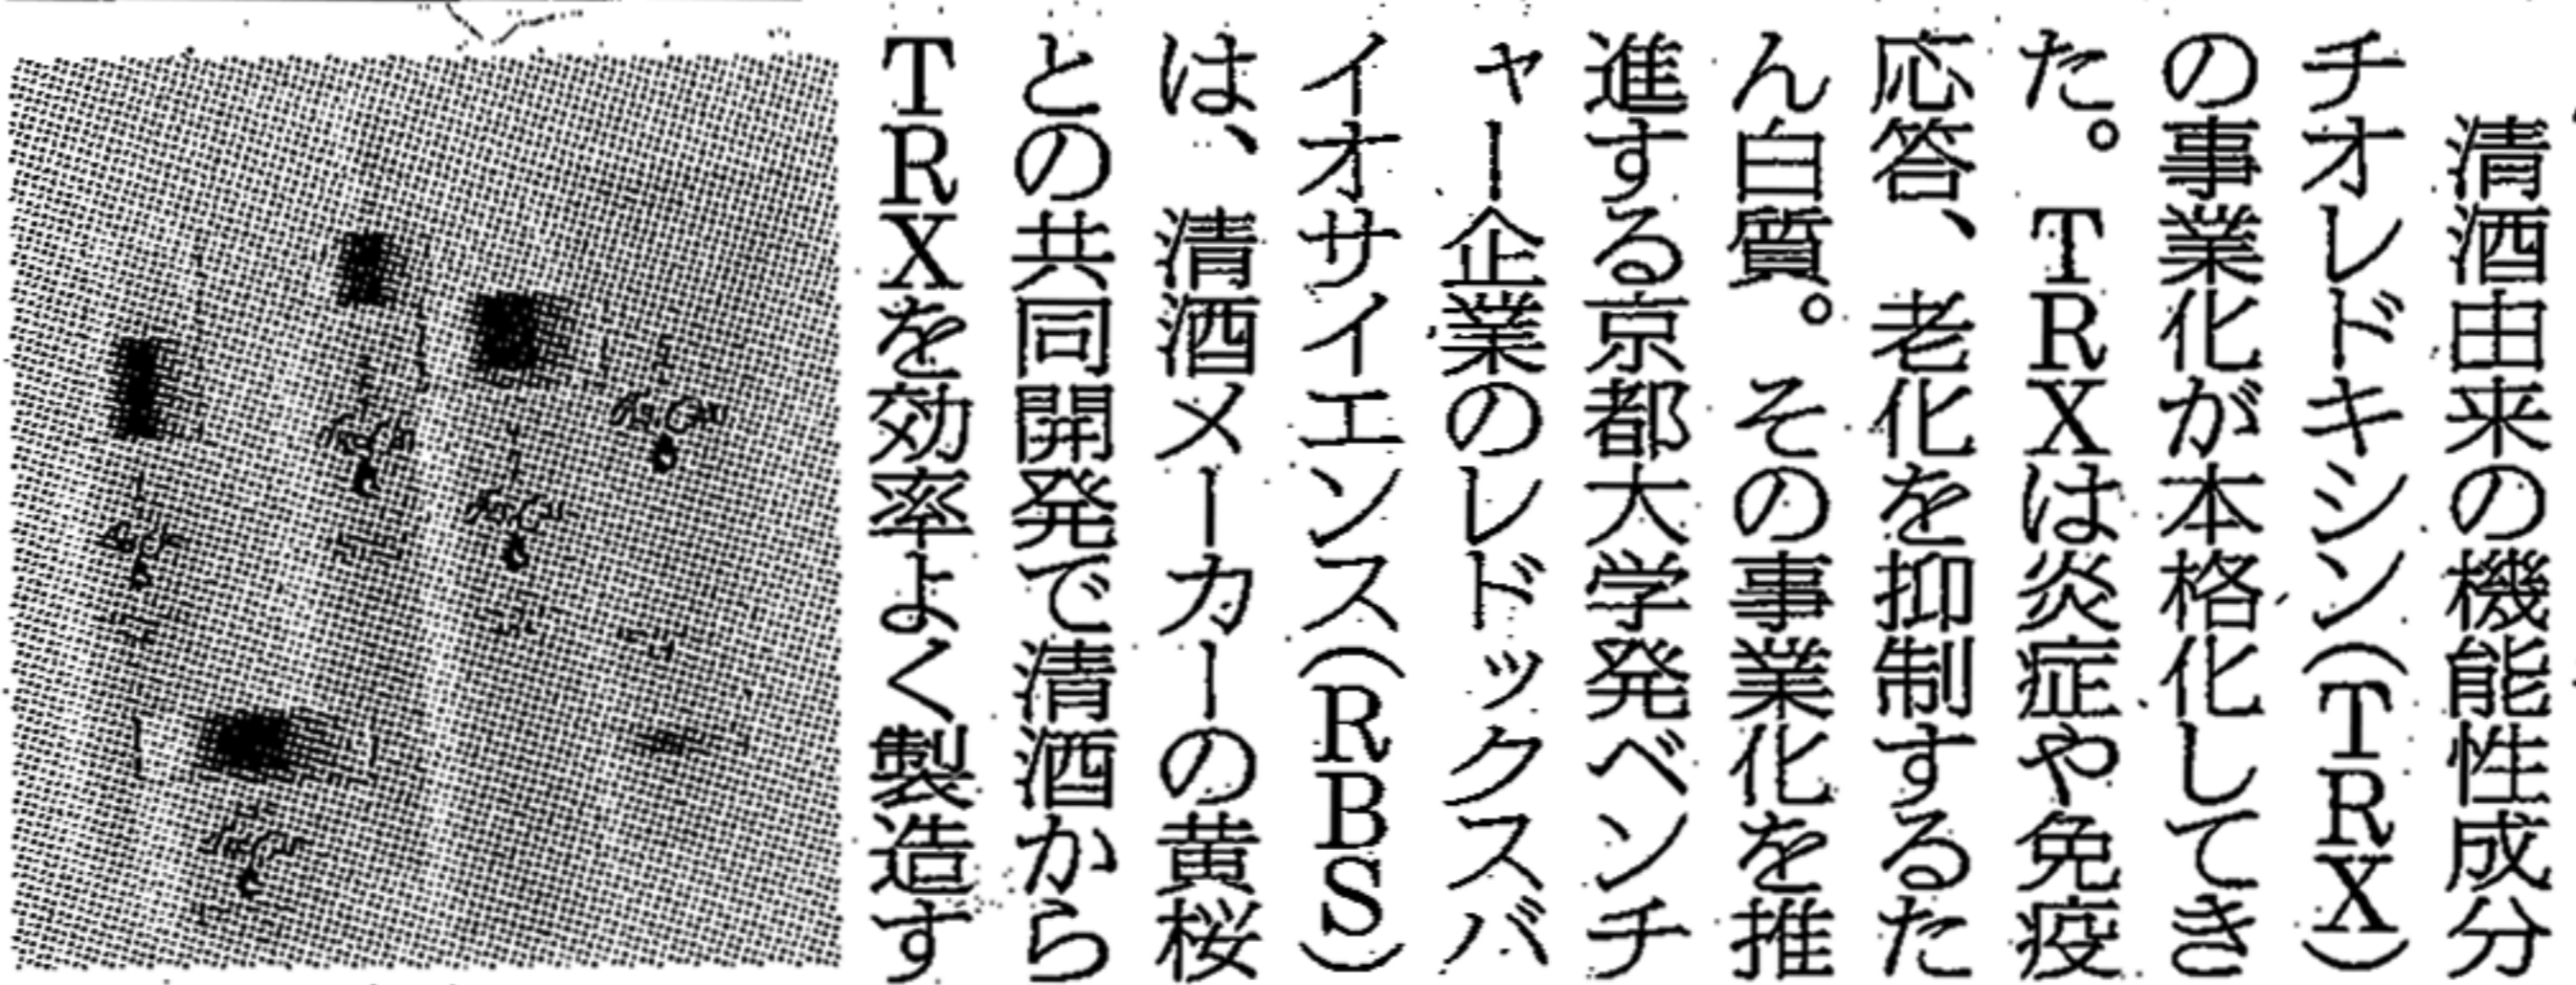 清酒由来の機能性成分
チオレドキシン(TRX)
の事業化が本格化してき
た。TRXは炎症や免疫
応答、老化を抑制するた
ん白質。その事業化を推
進する京都大学発ベンチ
ャー企業のレドックスバ
イオサイエンス(RBS)
は、清酒メーカーの黄桜
との共同開発で清酒から
TRXを効率よく製造す